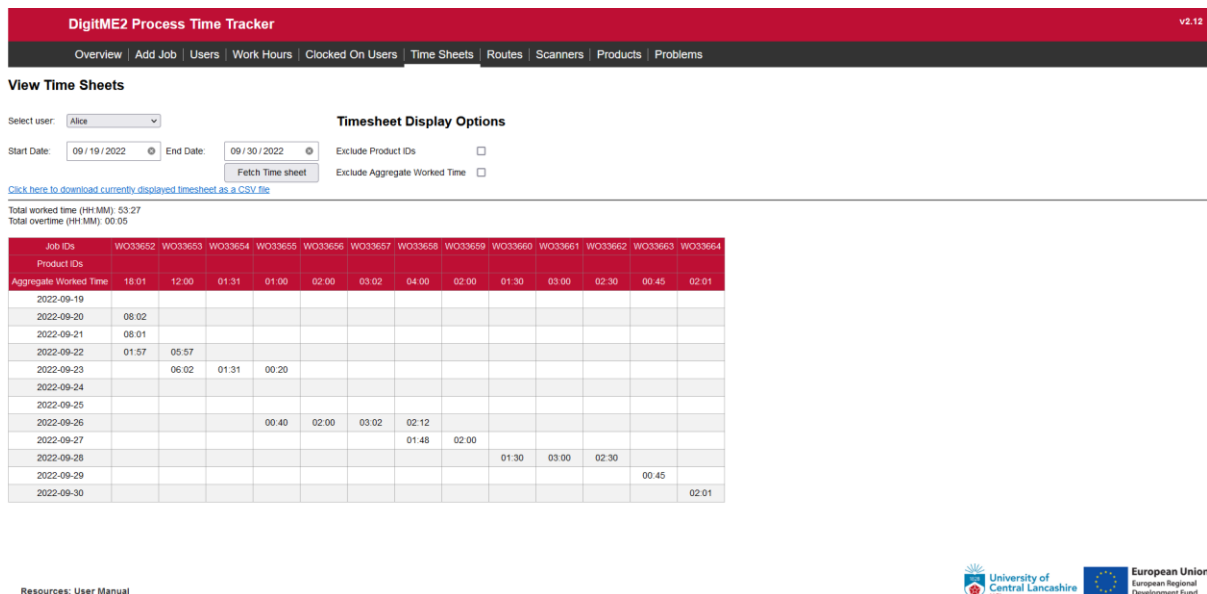 DigitME2 Process Time Tracker v2.12
Overview Add Job Users Work Hours Clocked On Users Time Sheets Routes Scanners Products Problems
View Time Sheets
Select user: Alice Timesheet Display Options
Start Date: 09/19/2022 End Date: 09/30/2022 Exclude Product IDs
Fetch Time sheet Exclude Aggregate Worked Time
Click here to download currently displayed timesheet as a CSV file
Total worked time (HH:MM): 53:27
Total overtime (HH:MM): 00:05
Job IDs WO33652 WO33653 WO33654 WO33655 WO33656 WO33657 WO33658 WO33659 WO33660 WO33661 WO33662 WO33663 WO33664
Product IDs
Aggregate Worked Time 18:01 12:00 01:31 01:00 02:00 03:02 04:00 02:00 01:30 03:00 02:30 00:45 02:01
2022-09-19
2022-09-20 08:02
2022-09-21 08:01
2022-09-22 01:57 05:57
2022-09-23 06:02 01:31 00:20
2022-09-24
2022-09-25
2022-09-26 00:40 02:00 03:02 02:12
2022-09-27 01:48 02:00
2022-09-28 01:30 03:00 02:30
2022-09-29 00:45
2022-09-30 02:01
Resources: User Manual
University of
Central Lancashire
European Union
European Regional
Development Fund